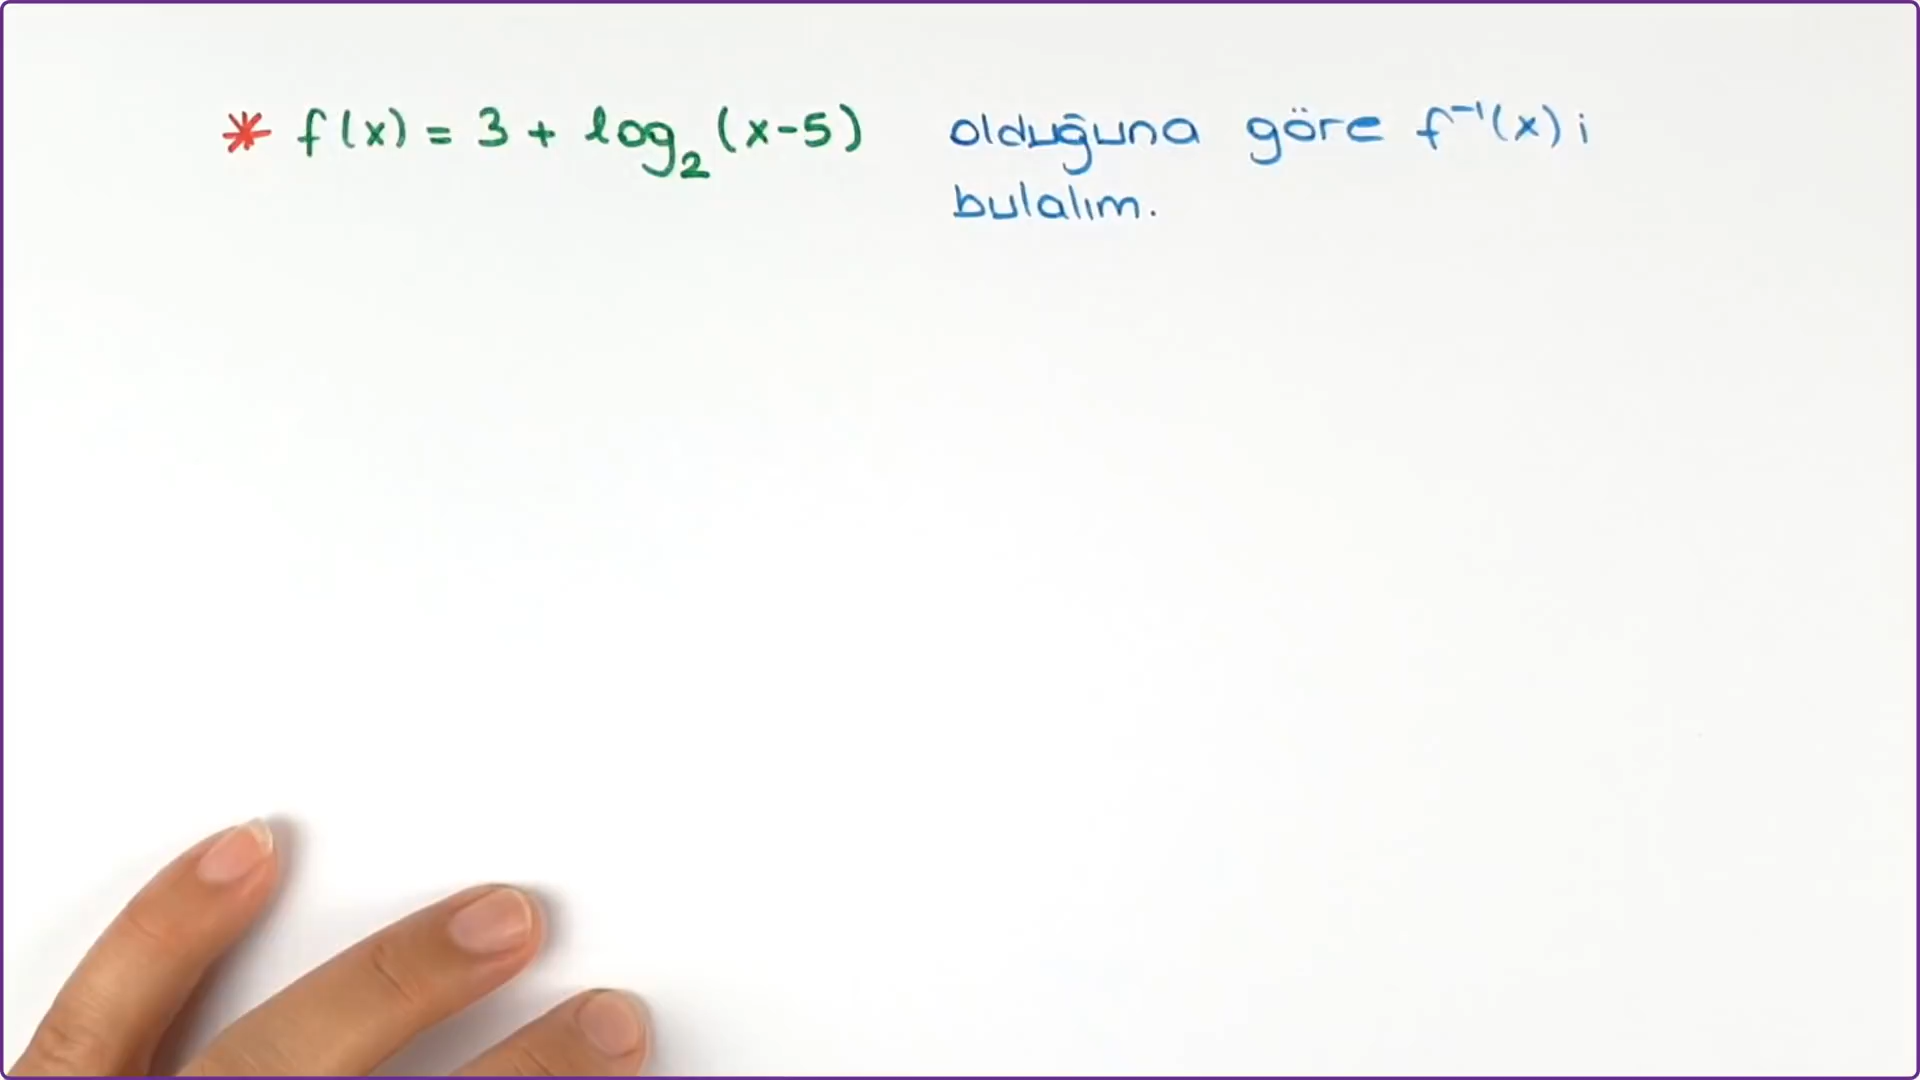 * f(x) = 3 + log₂(x-5) olduğuna göre f⁻¹(x) i
bulalım.